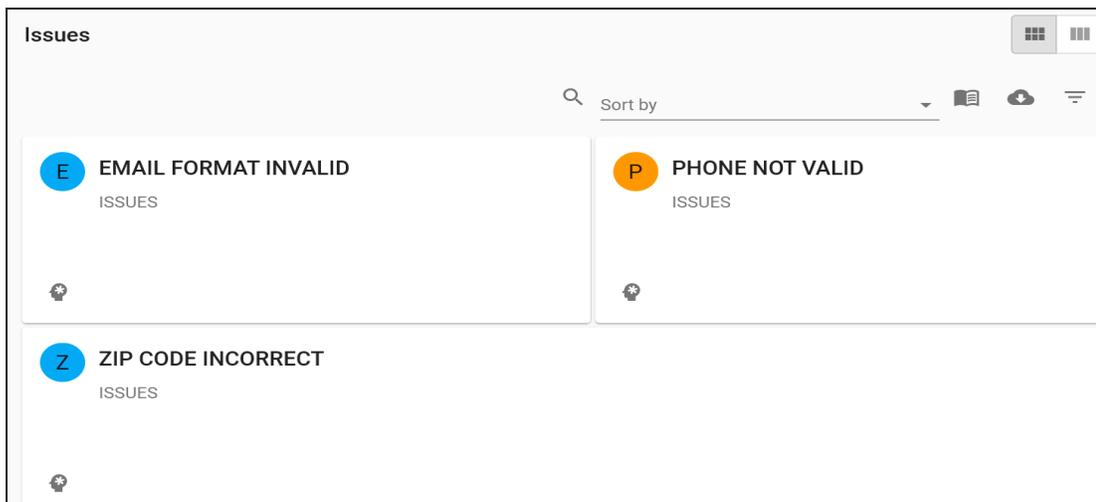 Issues
Sort by
E EMAIL FORMAT INVALID
ISSUES
P PHONE NOT VALID
ISSUES
Z ZIP CODE INCORRECT
ISSUES